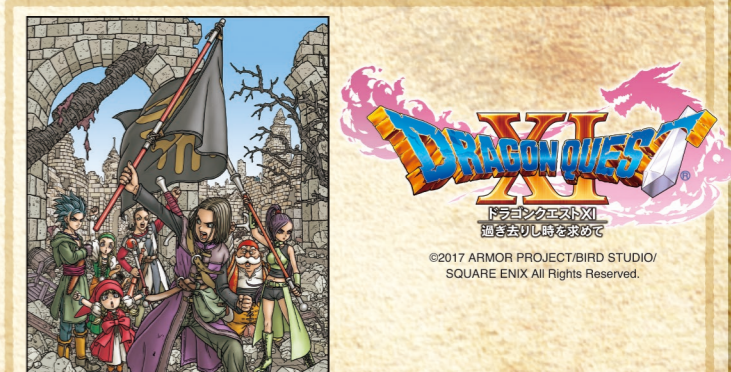 XI
DRAGON QUEST
®
ドラゴンクエストXI
過ぎ去りし時を求めて
©2017 ARMOR PROJECT/BIRD STUDIO/
SQUARE ENIX All Rights Reserved.